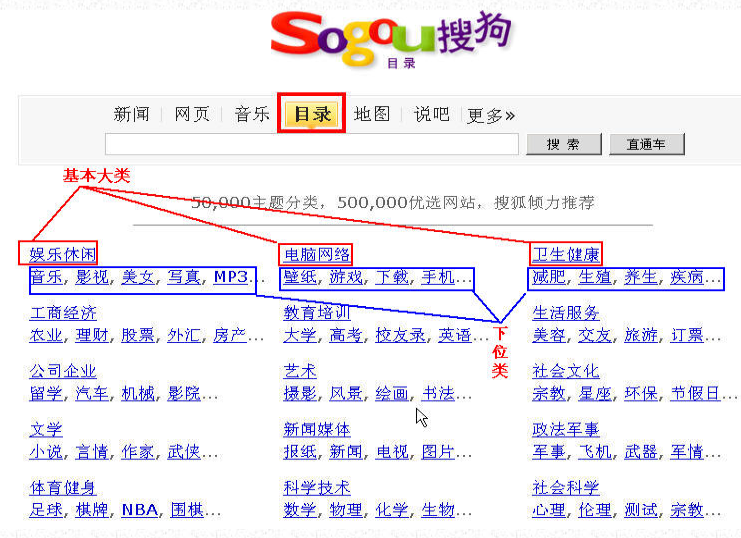 Sogou搜狗
目录
新闻 网页 音乐 目录 地图 说吧 更多»
搜 索 直通车
基本大类
50,000主题分类，500,000优选网站，搜狐倾力推荐
娱乐休闲 电脑网络 卫生健康
音乐, 影视, 美女, 写真, MP3... 壁纸, 游戏, 下载, 手机... 减肥, 生殖, 养生, 疾病...
工商经济 教育培训 生活服务
农业, 理财, 股票, 外汇, 房产... 大学, 高考, 校友录, 英语... 美容, 交友, 旅游, 订票...
下位类
公司企业 艺术 社会文化
留学, 汽车, 机械, 影院... 摄影, 风景, 绘画, 书法... 宗教, 星座, 环保, 节假日...
文学 新闻媒体 政法军事
小说, 言情, 作家, 武侠... 报纸, 新闻, 电视, 图片... 军事, 飞机, 武器, 军情...
体育健身 科学技术 社会科学
足球, 棋牌, NBA, 围棋... 数学, 物理, 化学, 生物... 心理, 伦理, 测试, 宗教...